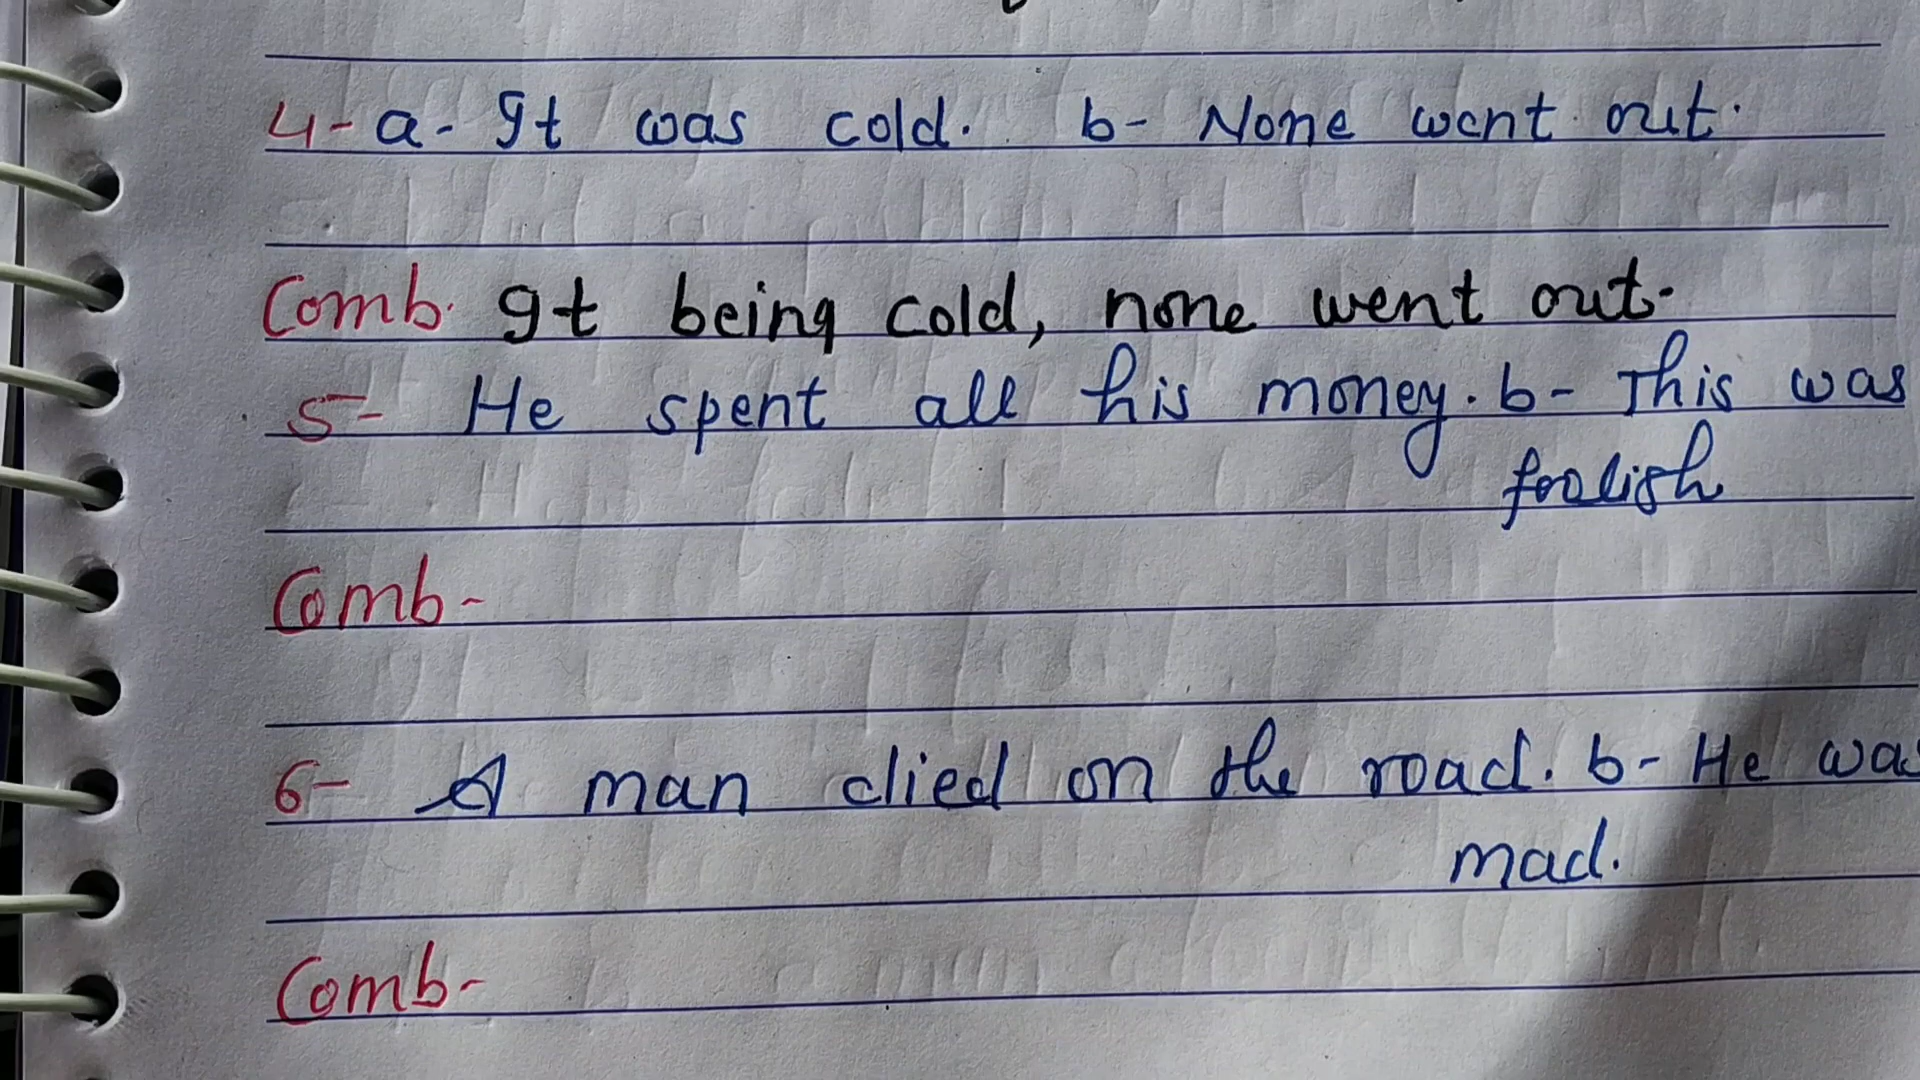 4- a- It was cold. b- None went out.
Comb. It being cold, none went out.
5- He spent all his money. b- This was
foolish
Comb-
6- A man died on the road. b- He was
mad.
Comb-